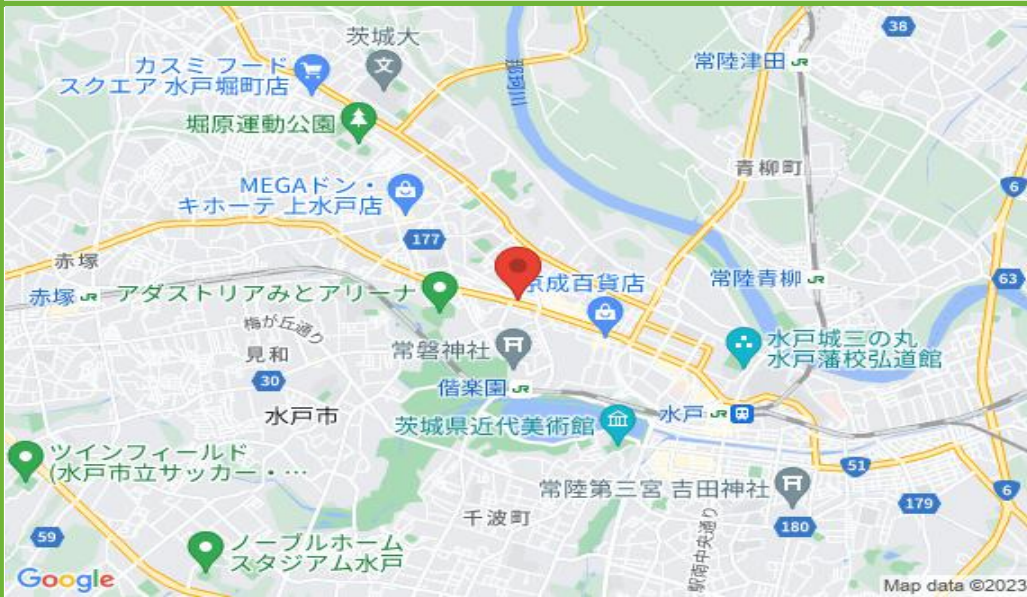 茨城大
38
カスミ フード
スクエア 水戸堀町店
常陸津田
那珂川
堀原運動公園
青柳町
MEGAドン・
キホーテ 上水戸店
6
177
赤塚
常陸青柳
63
赤塚
アダストリアみとアリーナ
京成百貨店
梅が丘通り
見和
常磐神社
水戸城三の丸
水戸藩校弘道館
30
偕楽園
水戸市
茨城県近代美術館
水戸
ツインフィールド
(水戸市立サッカー・…
51
常陸第三宮 吉田神社
6
千波町
179
180
59
ノーブルホーム
スタジアム水戸
駅南中央通り
Google
Map data ©2023